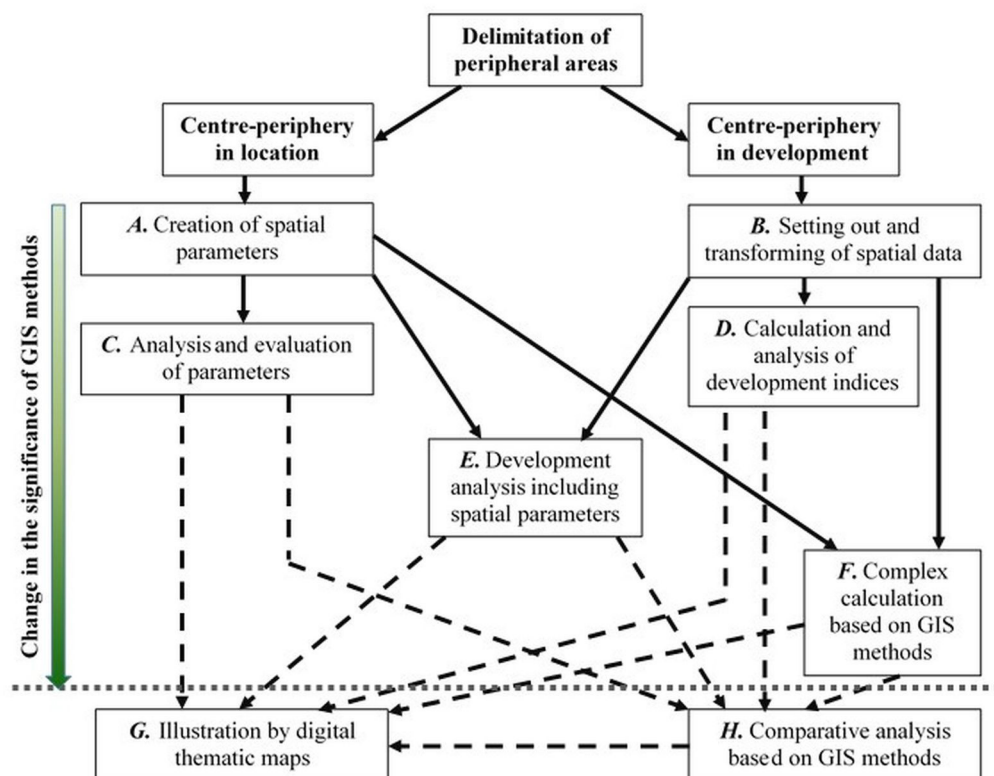 Delimitation of
peripheral areas
Centre-periphery
in location
Centre-periphery
in development
Change in the significance of GIS methods
A. Creation of spatial
parameters
B. Setting out and
transforming of spatial data
C. Analysis and evaluation
of parameters
D. Calculation and
analysis of
development indices
E. Development
analysis including
spatial parameters
F. Complex
calculation
based on GIS
methods
G. Illustration by digital
thematic maps
H. Comparative analysis
based on GIS methods